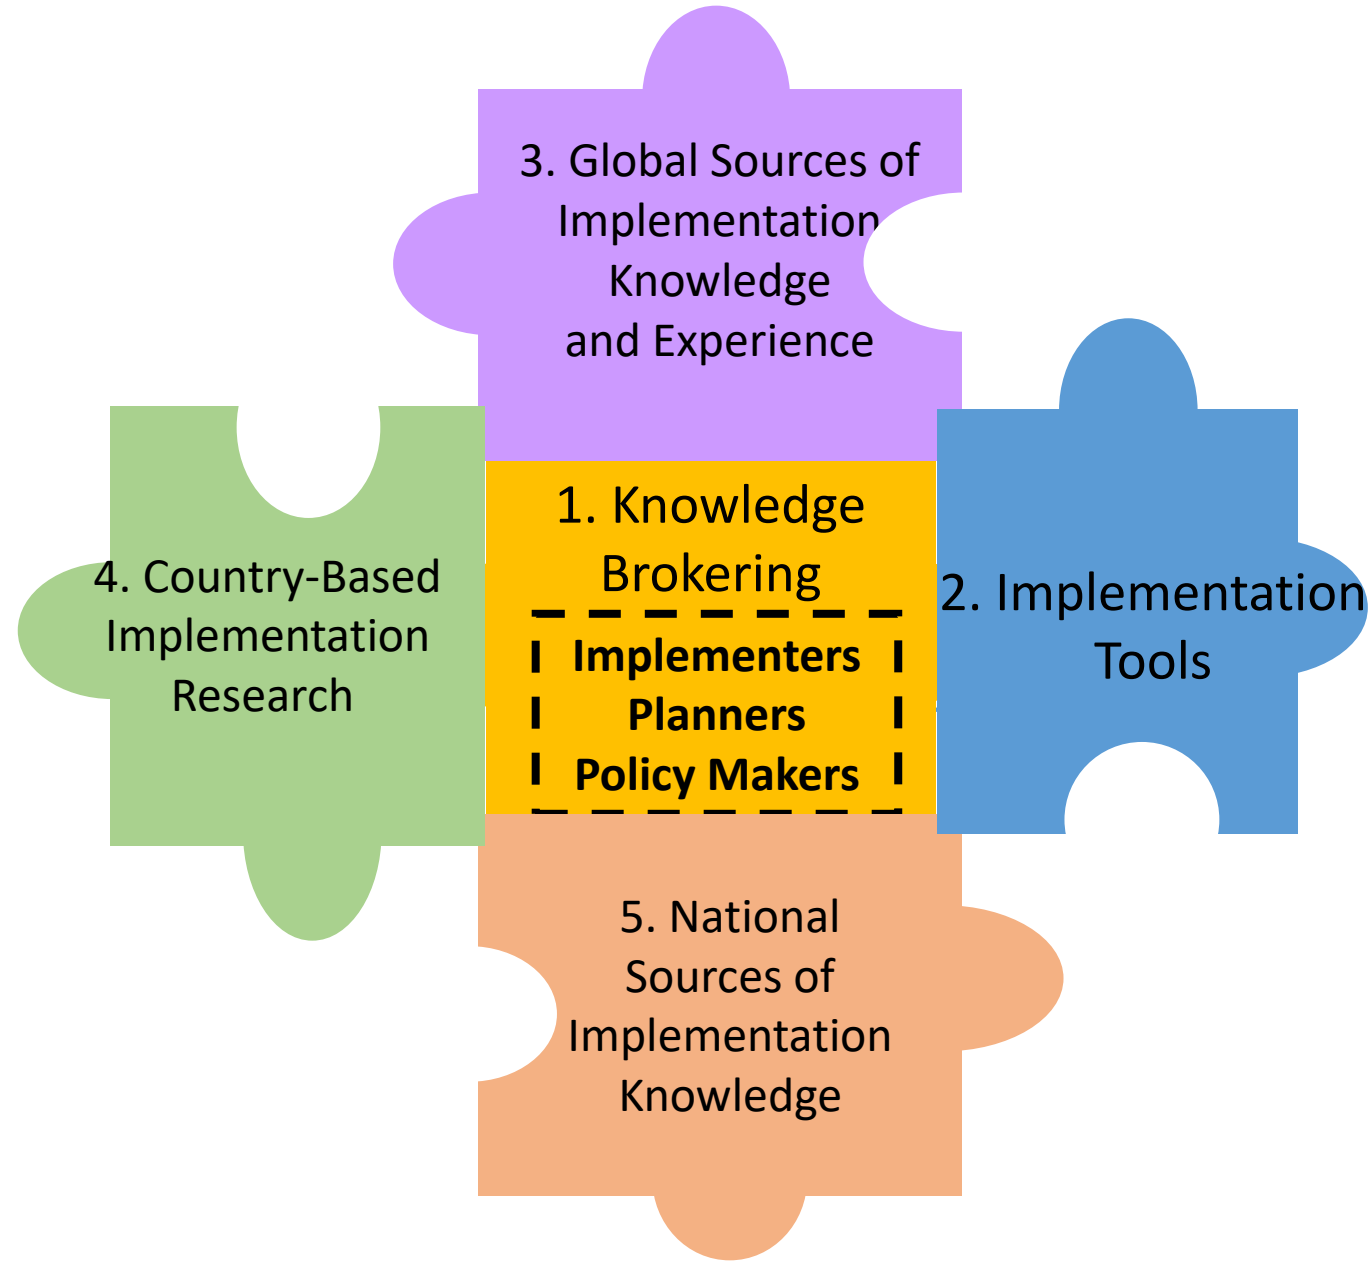 3. Global Sources of
Implementation
Knowledge
and Experience
4. Country-Based
Implementation
Research
1. Knowledge
Brokering
Implementers
Planners
Policy Makers
2. Implementation
Tools
5. National
Sources of
Implementation
Knowledge